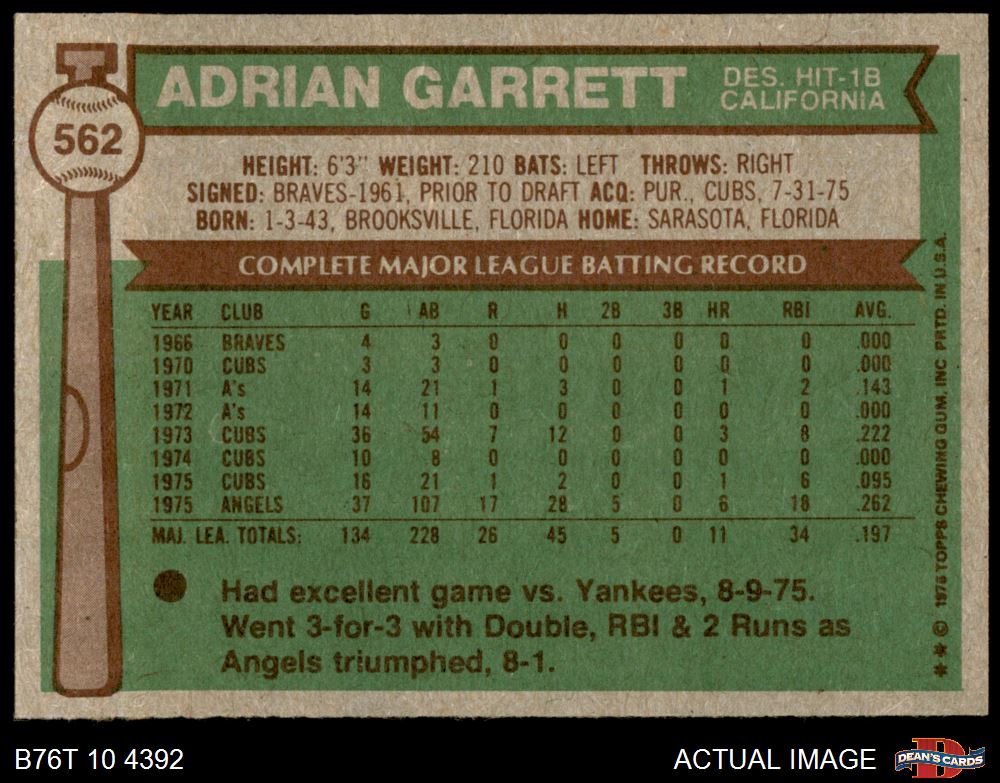 562
ADRIAN GARRETT
DES. HIT-1B
CALIFORNIA
HEIGHT: 6'3" WEIGHT: 210 BATS: LEFT THROWS: RIGHT
SIGNED: BRAVES-1961, PRIOR TO DRAFT ACQ: PUR., CUBS, 7-31-75
BORN: 1-3-43, BROOKSVILLE, FLORIDA HOME: SARASOTA, FLORIDA
COMPLETE MAJOR LEAGUE BATTING RECORD
YEAR CLUB G AB R H 2B 3B HR RBI AVG.
1966 BRAVES 4 3 0 0 0 0 0 0 .000
1970 CUBS 3 3 0 0 0 0 0 0 .000
1971 A's 14 21 1 3 0 0 1 2 .143
1972 A's 14 11 0 0 0 0 0 0 .000
1973 CUBS 36 54 7 12 0 0 3 8 .222
1974 CUBS 10 8 0 0 0 0 0 0 .000
1975 CUBS 16 21 1 2 0 0 1 6 .095
1975 ANGELS 37 107 17 28 5 0 6 18 .262
MAJ. LEA. TOTALS: 134 228 26 45 5 0 11 34 .197
● Had excellent game vs. Yankees, 8-9-75.
Went 3-for-3 with Double, RBI & 2 Runs as
Angels triumphed, 8-1.
** © 1976 TOPPS CHEWING GUM, INC PRTD. IN U.S.A.
B76T 10 4392
ACTUAL IMAGE
DEAN'S CARDS